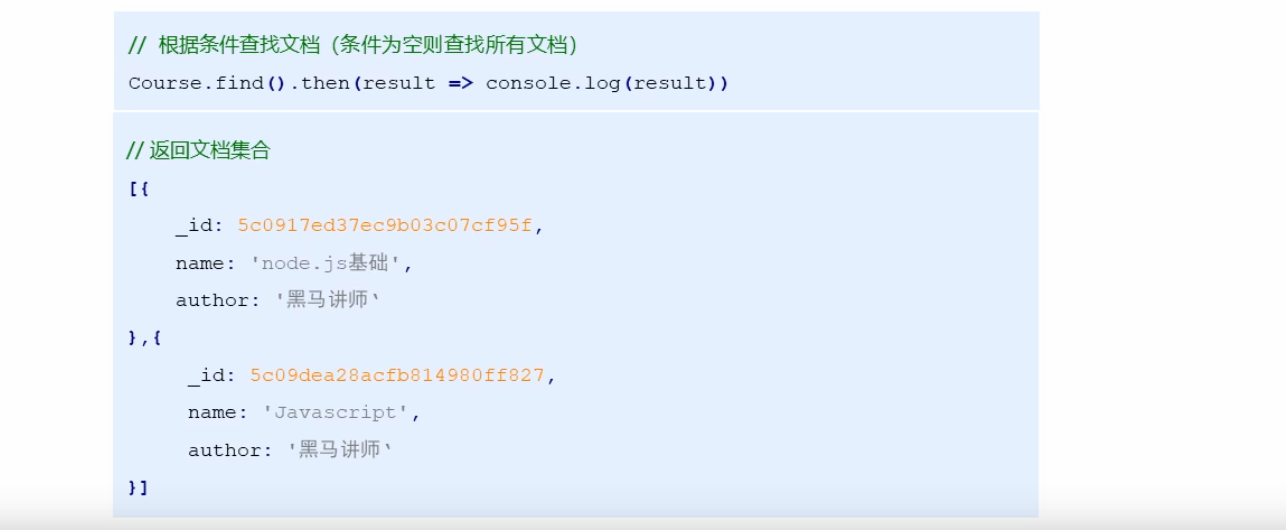 // 根据条件查找文档（条件为空则查找所有文档）
Course.find().then(result => console.log(result))
// 返回文档集合
[{
    _id: 5c0917ed37ec9b03c07cf95f,
    name: 'node.js基础',
    author: '黑马讲师‘
},{
     _id: 5c09dea28acfb814980ff827,
     name: 'Javascript',
     author: '黑马讲师‘
}]